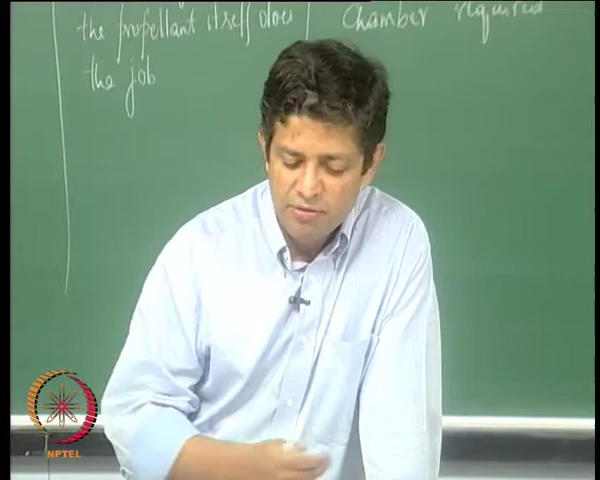 the propellant itself does
the job
Chamber required
NPTEL